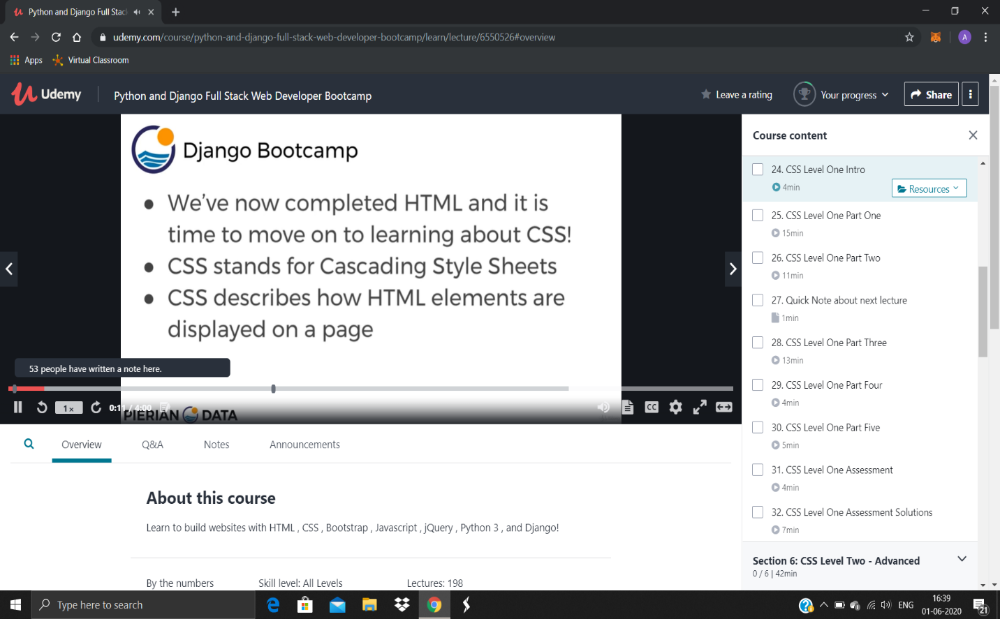 Python and Django Full Stac
udemy.com/course/python-and-django-full-stack-web-developer-bootcamp/learn/lecture/6550526#overview
A
Apps
Virtual Classroom
Udemy
Python and Django Full Stack Web Developer Bootcamp
Leave a rating
Your progress
Share
Django Bootcamp
• We've now completed HTML and it is
time to move on to learning about CSS!
• CSS stands for Cascading Style Sheets
• CSS describes how HTML elements are
displayed on a page
53 people have written a note here.
1x
0:11 / 4:00
PIERIAN DATA
CC
Course content
24. CSS Level One Intro
4min
Resources
25. CSS Level One Part One
15min
26. CSS Level One Part Two
11min
27. Quick Note about next lecture
1min
28. CSS Level One Part Three
13min
29. CSS Level One Part Four
4min
30. CSS Level One Part Five
5min
31. CSS Level One Assessment
4min
32. CSS Level One Assessment Solutions
7min
Section 6: CSS Level Two - Advanced
0 / 6 | 42min
Overview
Q&A
Notes
Announcements
About this course
Learn to build websites with HTML , CSS , Bootstrap , Javascript , jQuery , Python 3 , and Django!
By the numbers
Skill level: All Levels
Lectures: 198
Type here to search
ENG
16:39
01-06-2020
21